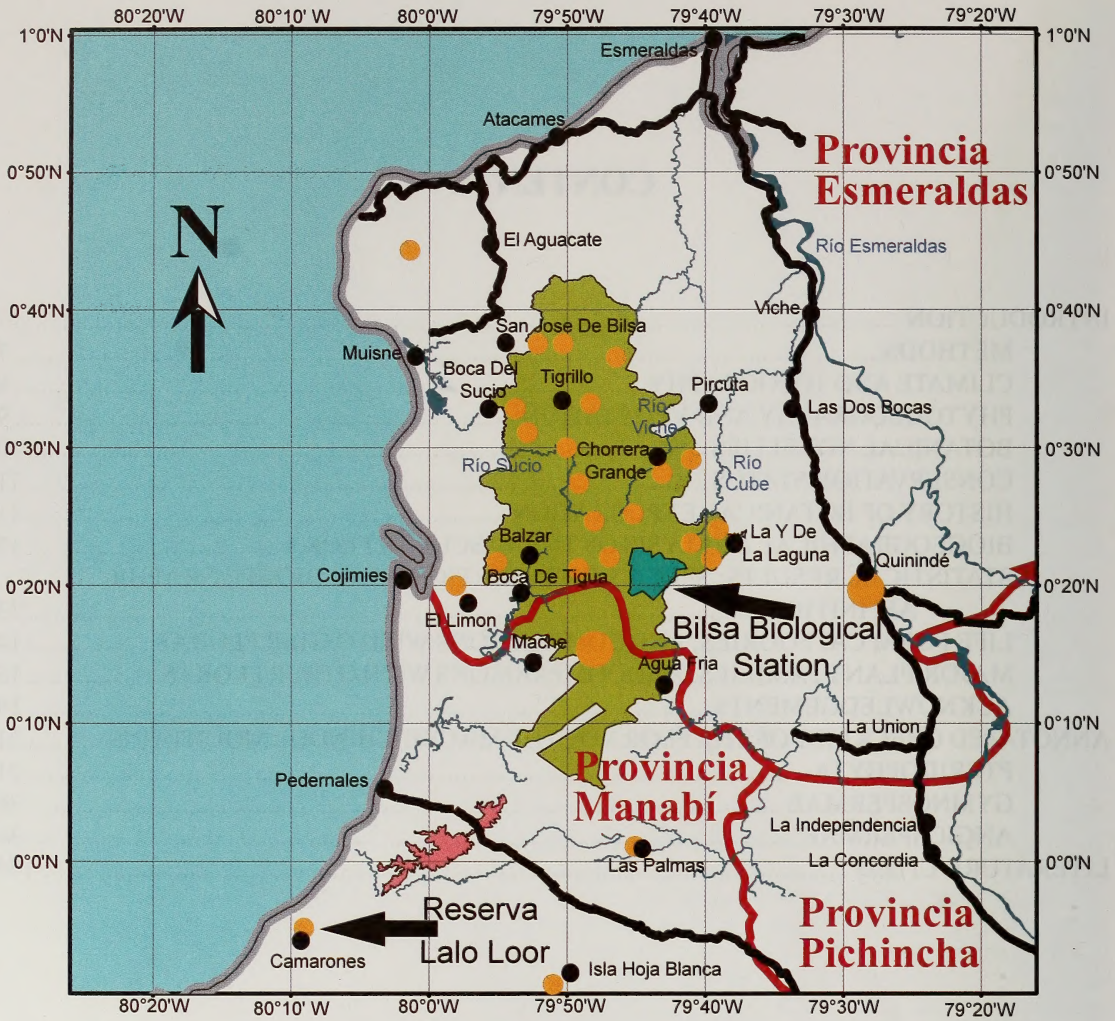 80°20'W 80°10'W 80°0'W 79°50'W 79°40'W 79°30'W 79°20'W
1°0'N 1°0'N
Esmeraldas
Atacames
Provincia
Esmeraldas
0°50'N 0°50'N
N
El Aguacate
Río Esmeraldas
0°40'N 0°40'N
Viche
San Jose De Bilsa
Muisne
Boca Del
Sucio
Tigrillo
Pircuta
Las Dos Bocas
Río
Viche
0°30'N 0°30'N
Chorrera
Grande
Río Sucio
Río
Cube
Balzar
La Y De
La Laguna
Cojimies
Boca De Tigua
Quinindé
0°20'N 0°20'N
El Limon
Mache
Bilsa Biological
Station
Agua Fria
0°10'N 0°10'N
La Union
Pedernales
Provincia
Manabí
La Independencia
0°0'N 0°0'N
Las Palmas
La Concordia
Reserva
Lalo Loor
Provincia
Pichincha
Camarones
Isla Hoja Blanca
80°20'W 80°10'W 80°0'W 79°50'W 79°40'W 79°30'W 79°20'W